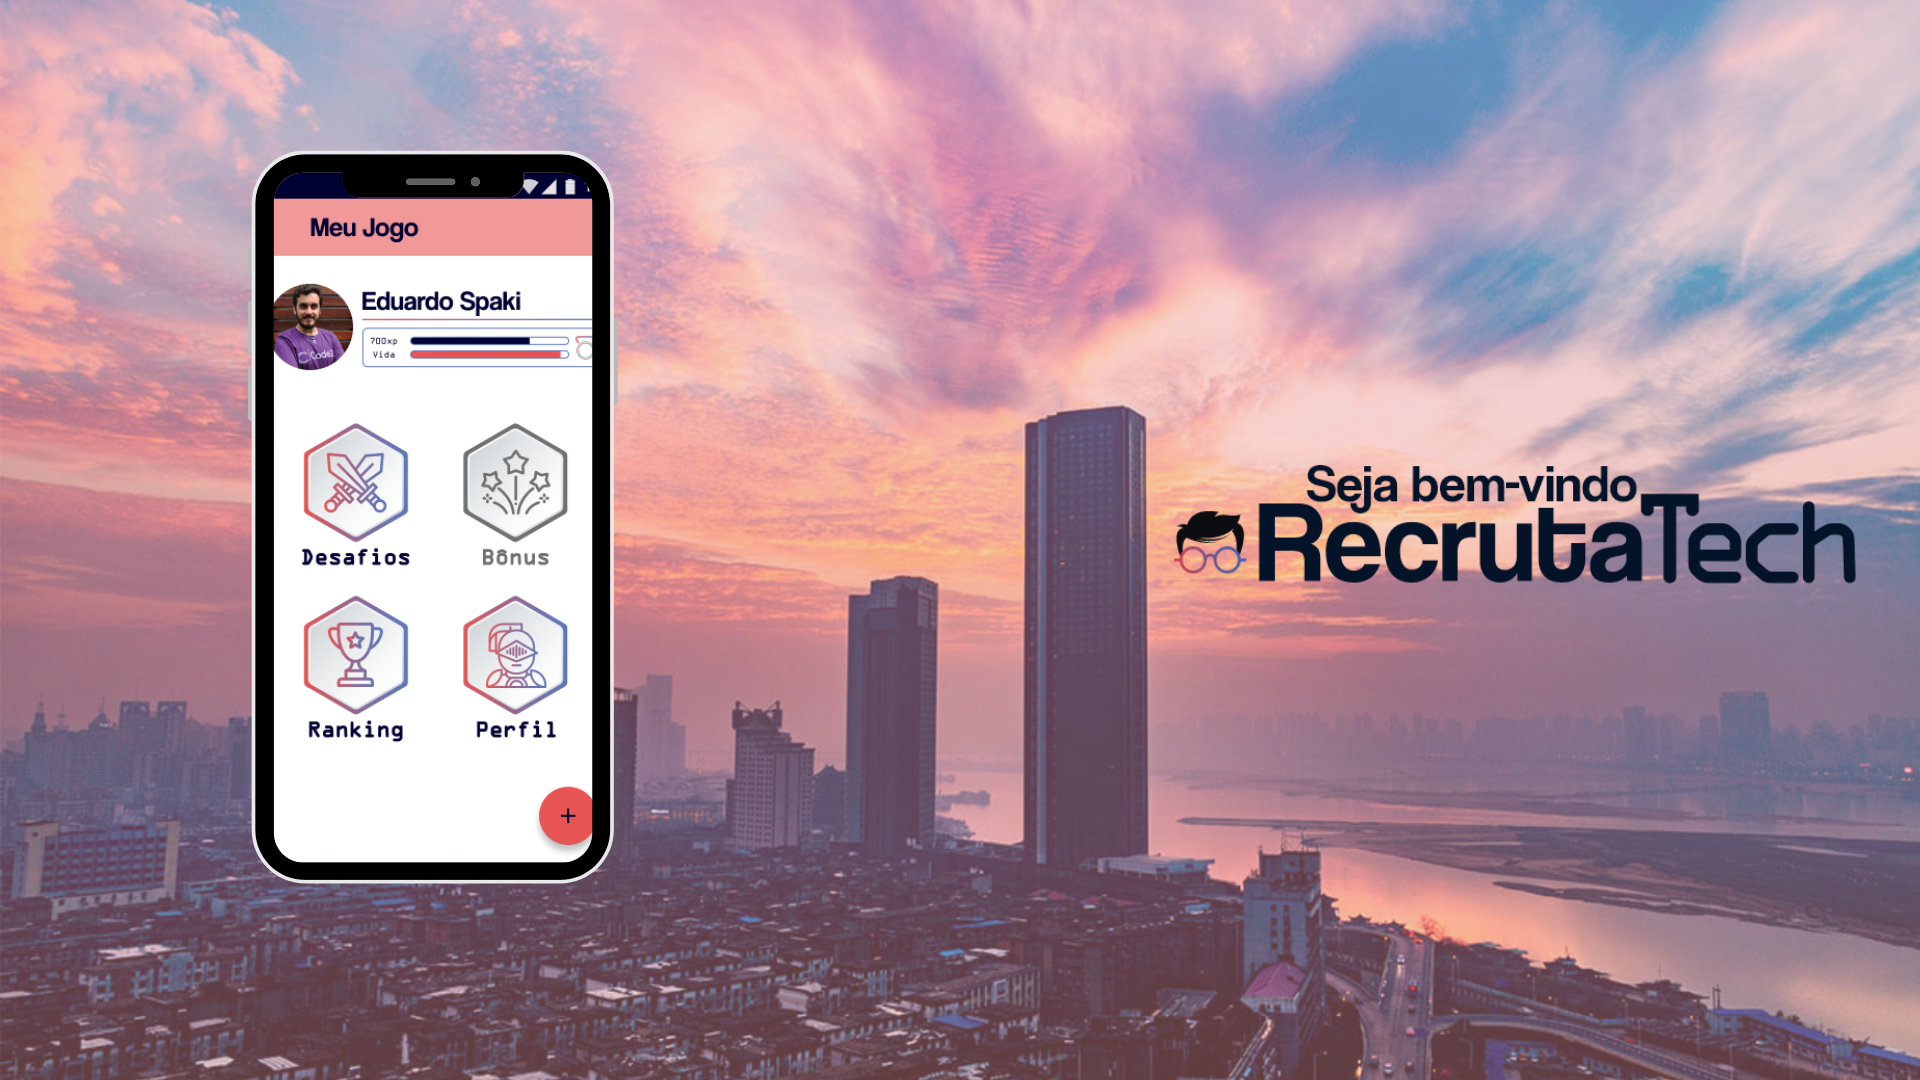 Meu Jogo
Eduardo Spaki
700xp
Vida
Desafios
Bônus
Ranking
Perfil
+
Seja bem-vindo
RecrutaTech